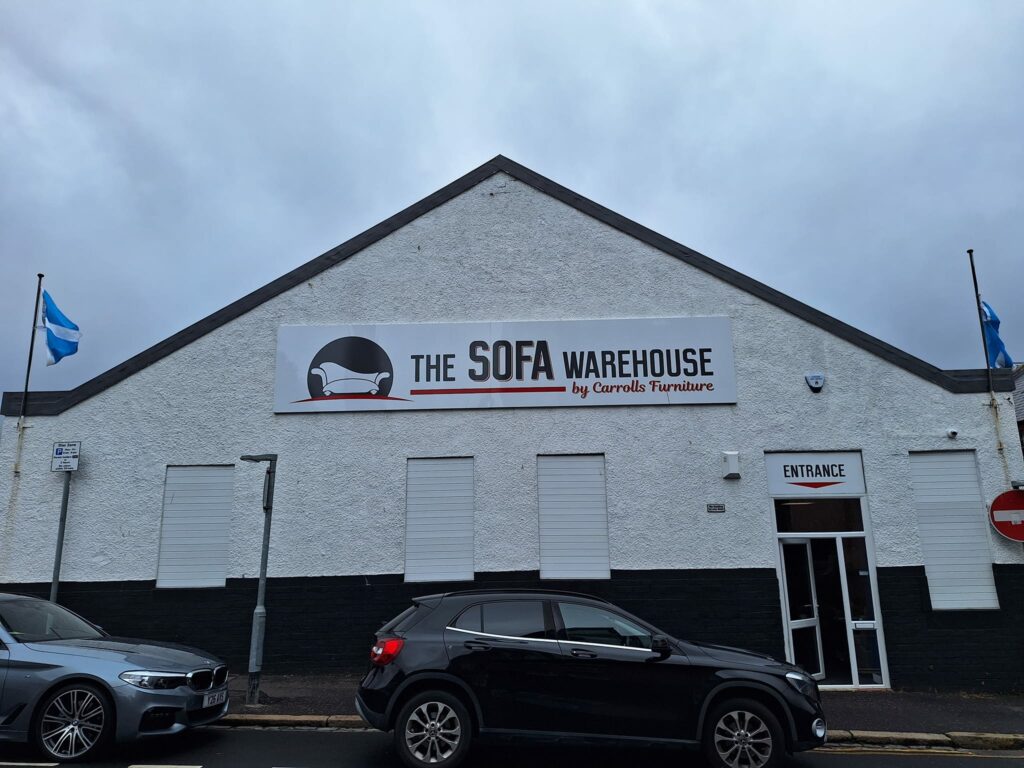 THE SOFA WAREHOUSE
by Carrolls Furniture
ENTRANCE
P